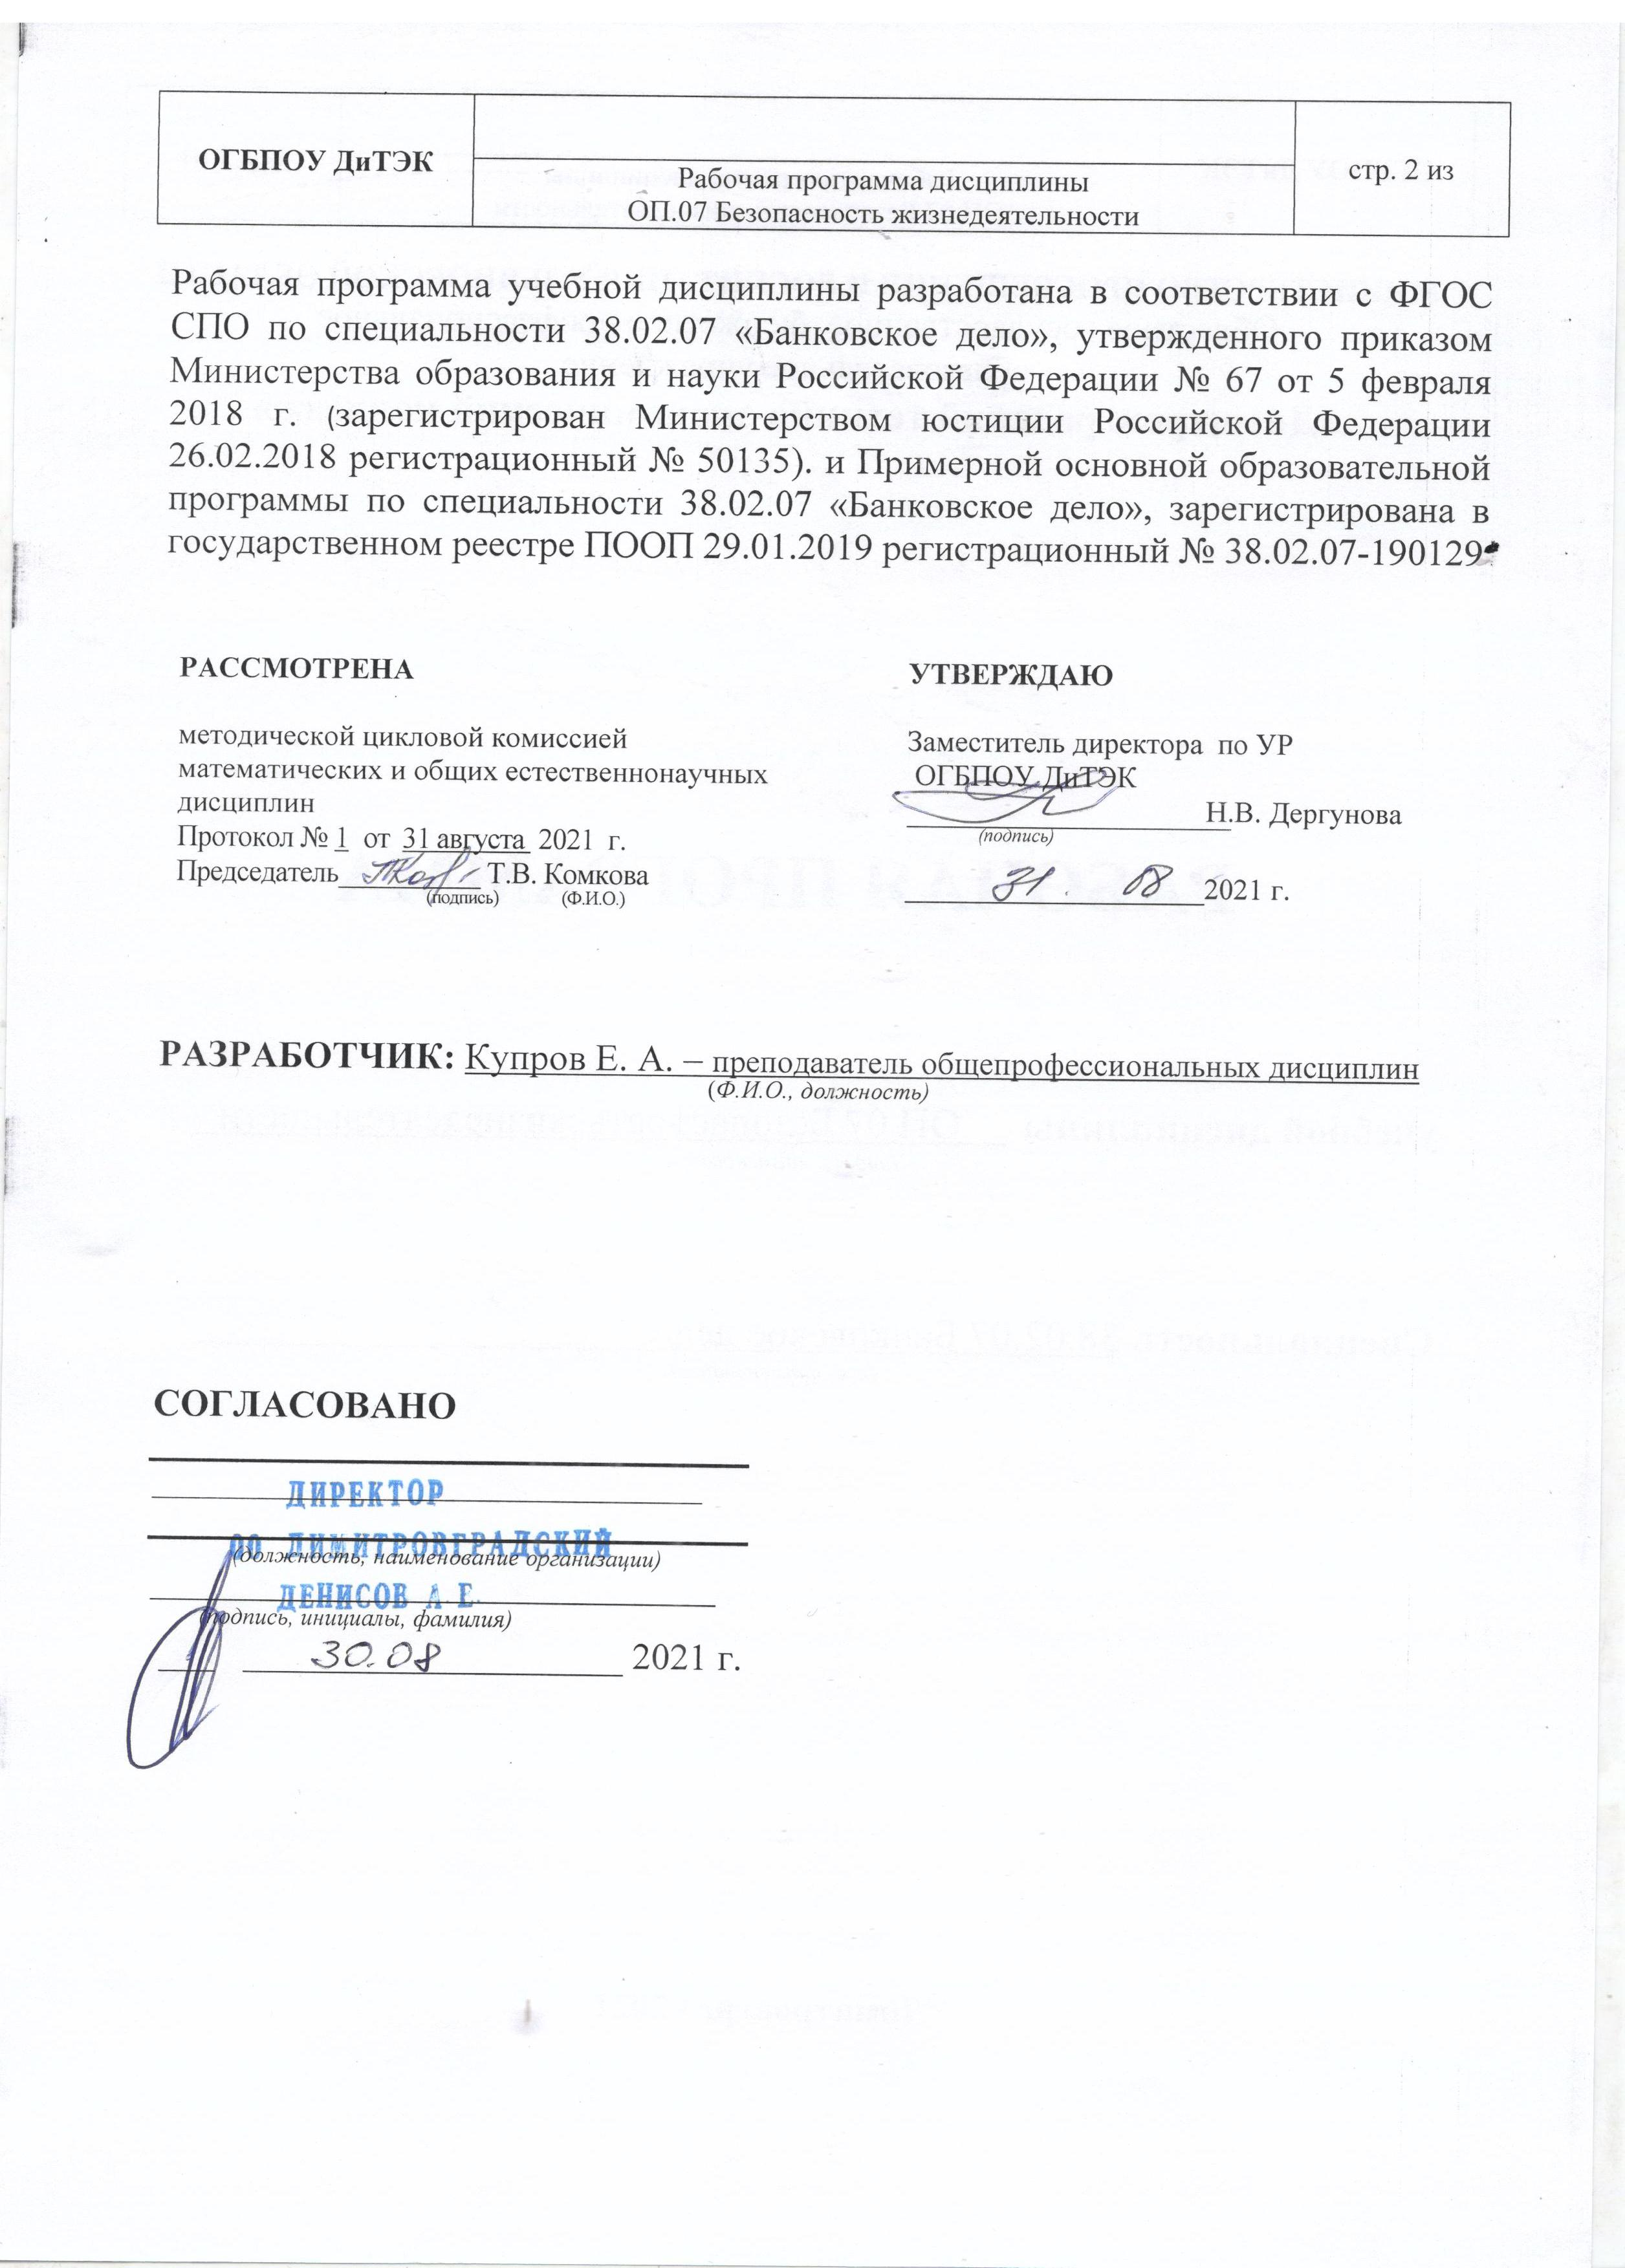 ОГБПОУ ДиТЭК
Рабочая программа дисциплины
ОП.07 Безопасность жизнедеятельности
стр. 2 из
Рабочая программа учебной дисциплины разработана в соответствии с ФГОС
СПО по специальности 38.02.07 «Банковское дело», утвержденного приказом
Министерства образования и науки Российской Федерации № 67 от 5 февраля
2018 г. (зарегистрирован Министерством юстиции Российской Федерации
26.02.2018 регистрационный № 50135). и Примерной основной образовательной
программы по специальности 38.02.07 «Банковское дело», зарегистрирована в
государственном реестре ПООП 29.01.2019 регистрационный № 38.02.07-190129
РАССМОТРЕНА
методической цикловой комиссией
математических и общих естественнонаучных
дисциплин
Протокол № 1 от 31 августа 2021 г.
Председатель Т.В. Комкова
(подпись) (Ф.И.О.)
УТВЕРЖДАЮ
Заместитель директора по УР
ОГБПОУ ДиТЭК
Н.В. Дергунова
(подпись)
31. 08 2021 г.
РАЗРАБОТЧИК: Купров Е. А. – преподаватель общепрофессиональных дисциплин
(Ф.И.О., должность)
СОГЛАСОВАНО
ДИРЕКТОР
ДИМИТРОВГРАДСКИЙ
(должность, наименование организации)
ДЕНИСОВ А.Е.
(подпись, инициалы, фамилия)
30.08 2021 г.